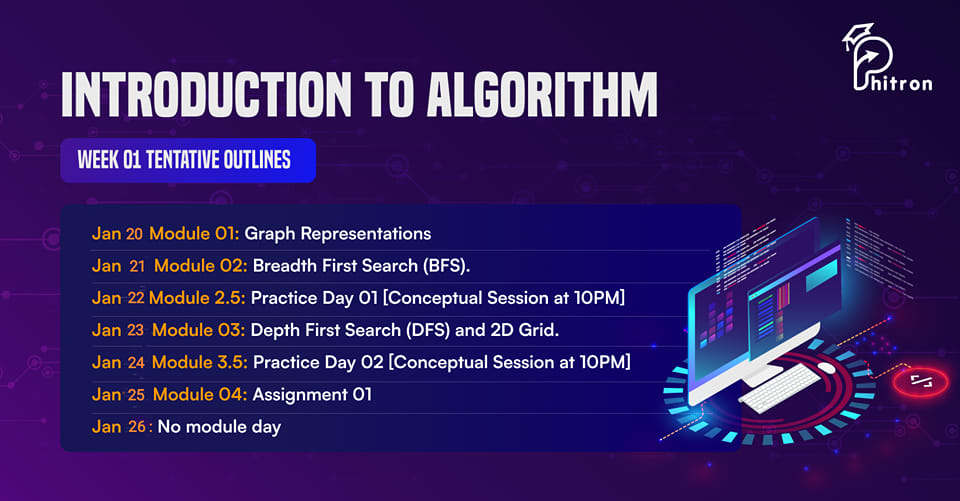 Phitron
INTRODUCTION TO ALGORITHM
WEEK 01 TENTATIVE OUTLINES
Jan 20 Module 01: Graph Representations
Jan 21 Module 02: Breadth First Search (BFS).
Jan 22 Module 2.5: Practice Day 01 [Conceptual Session at 10PM]
Jan 23 Module 03: Depth First Search (DFS) and 2D Grid.
Jan 24 Module 3.5: Practice Day 02 [Conceptual Session at 10PM]
Jan 25 Module 04: Assignment 01
Jan 26 : No module day